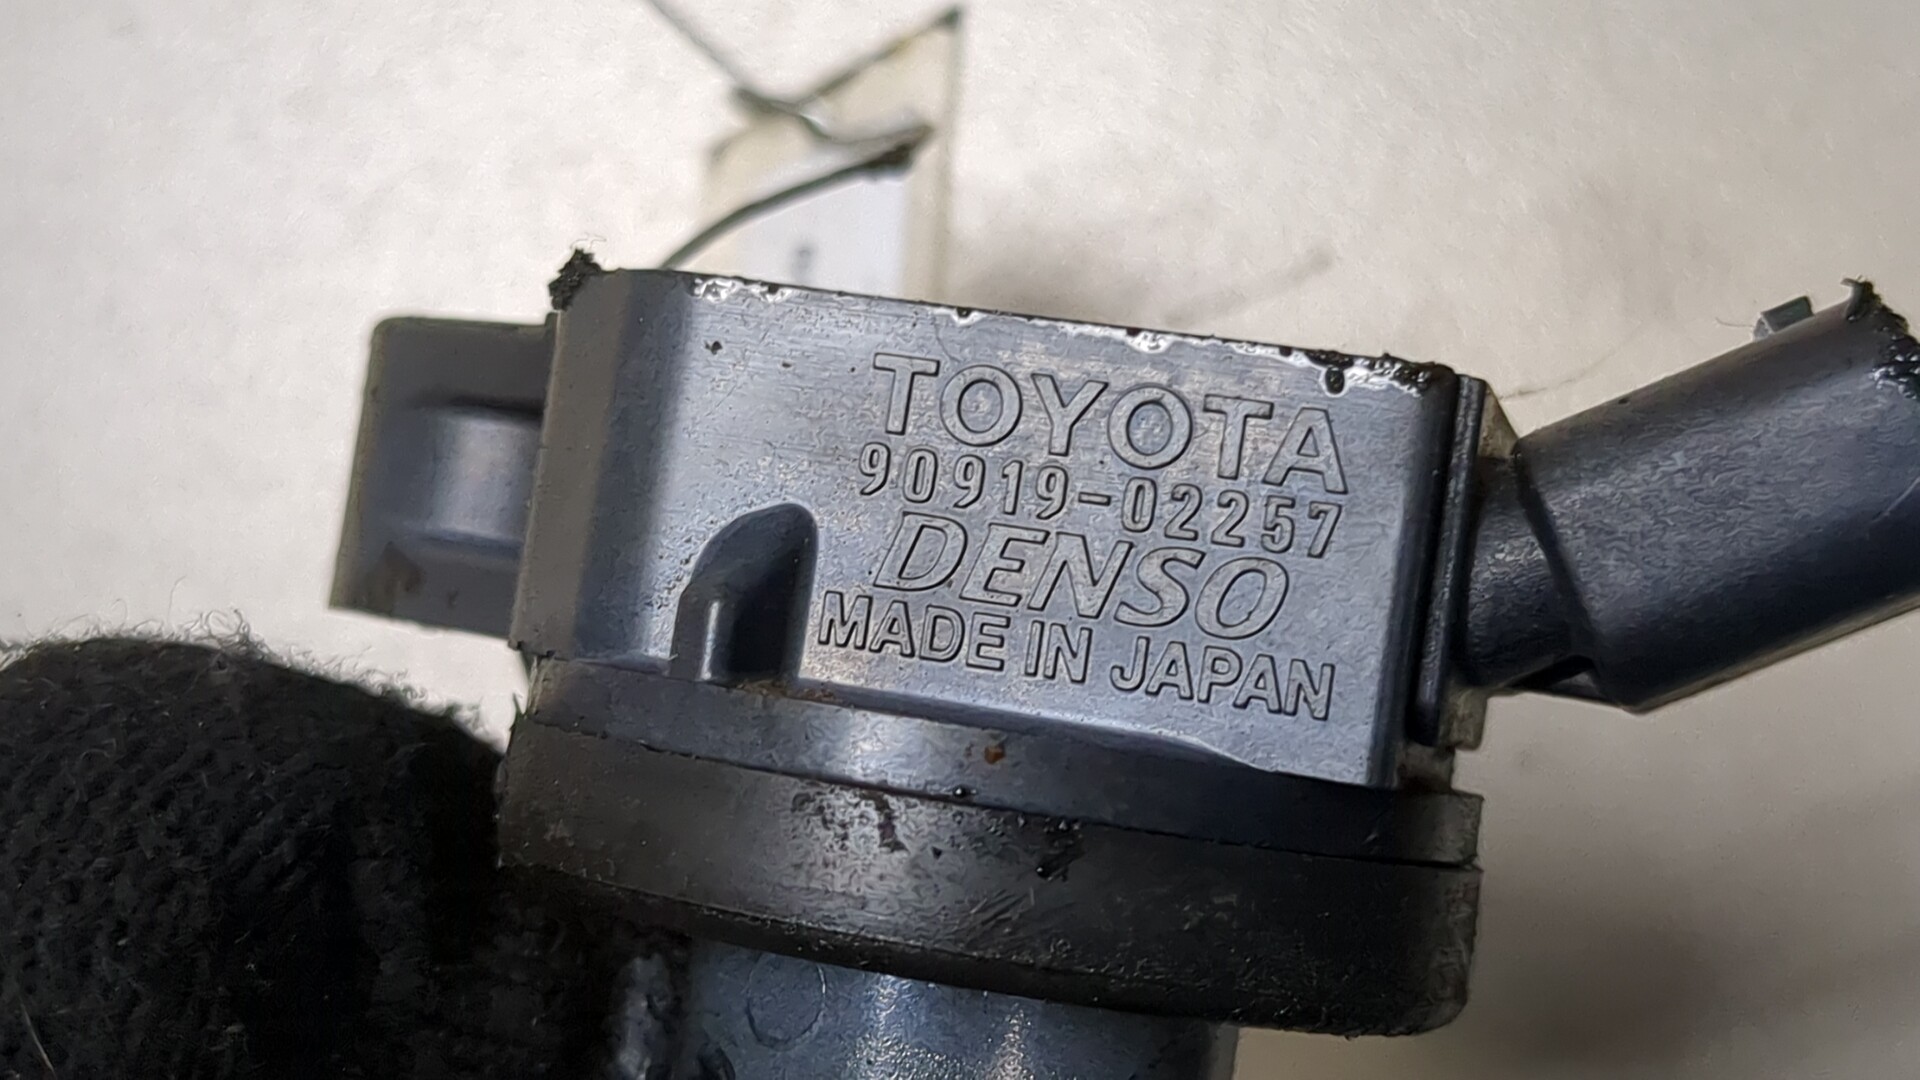 TOYOTA
90919-02257
DENSO
MADE IN JAPAN